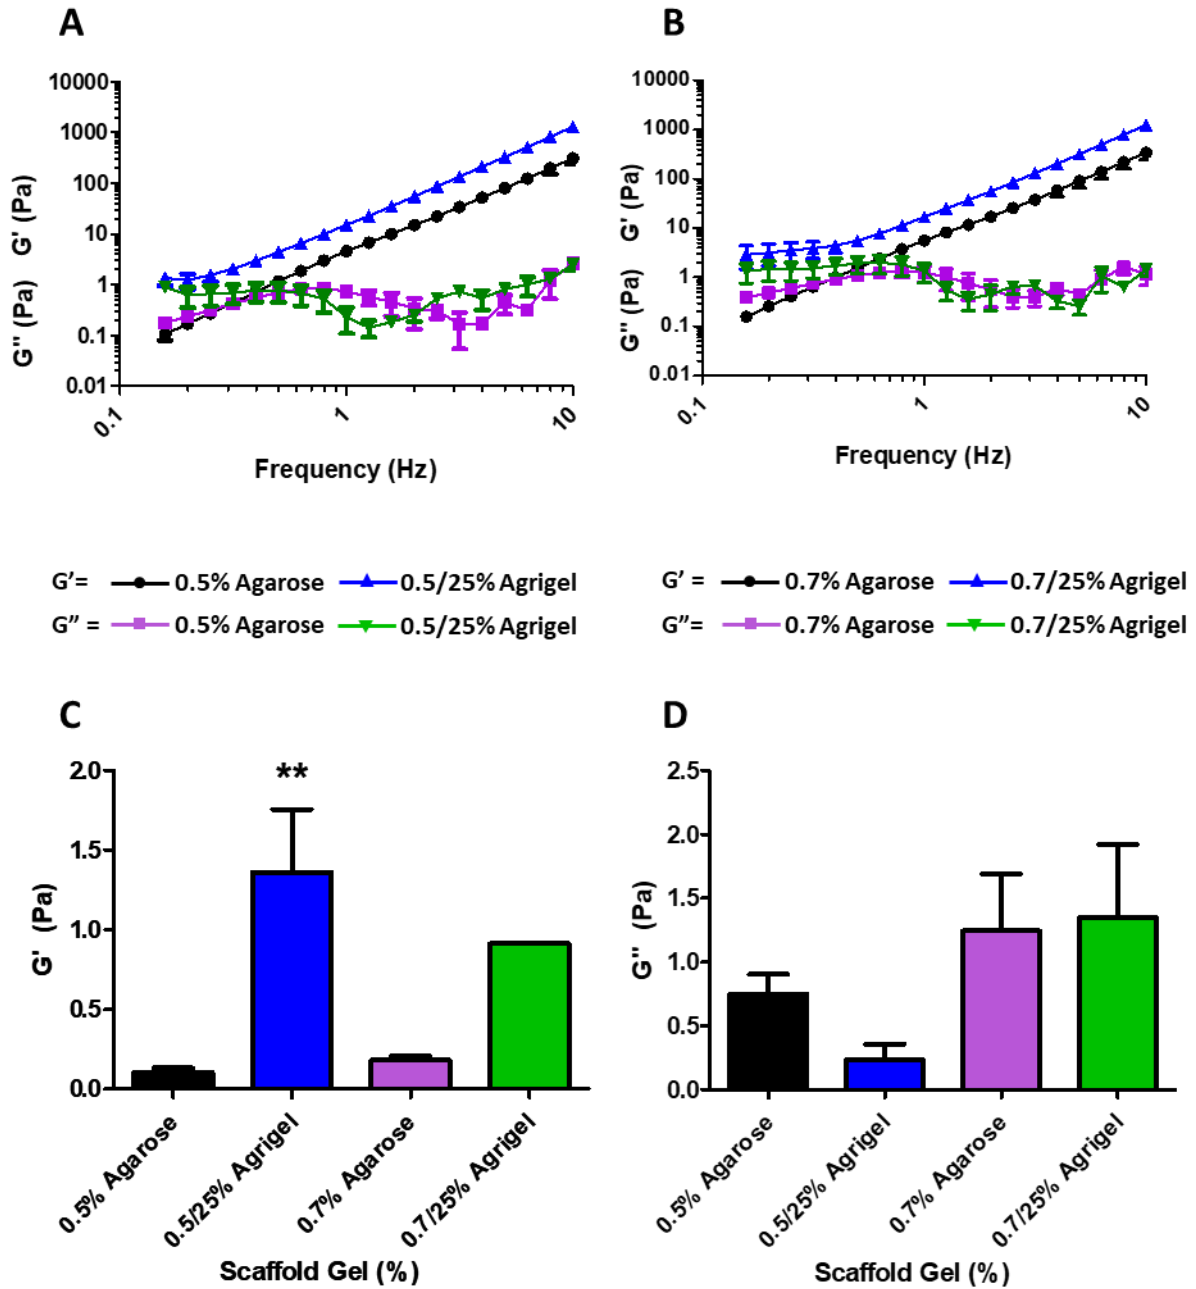 A
10000
1000
100
10
1
0.1
0.01
G'' (Pa) G' (Pa)
0.1
1
10
Frequency (Hz)
B
10000
1000
100
10
1
0.1
0.01
G'' (Pa) G' (Pa)
0.1
1
10
Frequency (Hz)
G’= 0.5% Agarose 0.5/25% Agrigel
G” = 0.5% Agarose 0.5/25% Agrigel
G’ = 0.7% Agarose 0.7/25% Agrigel
G”= 0.7% Agarose 0.7/25% Agrigel
C
2.0
1.5
1.0
0.5
0.0
G' (Pa)
**
0.5% Agarose
0.5/25% Agrigel
0.7% Agarose
0.7/25% Agrigel
Scaffold Gel (%)
D
2.5
2.0
1.5
1.0
0.5
0.0
G'' (Pa)
0.5% Agarose
0.5/25% Agrigel
0.7% Agarose
0.7/25% Agrigel
Scaffold Gel (%)